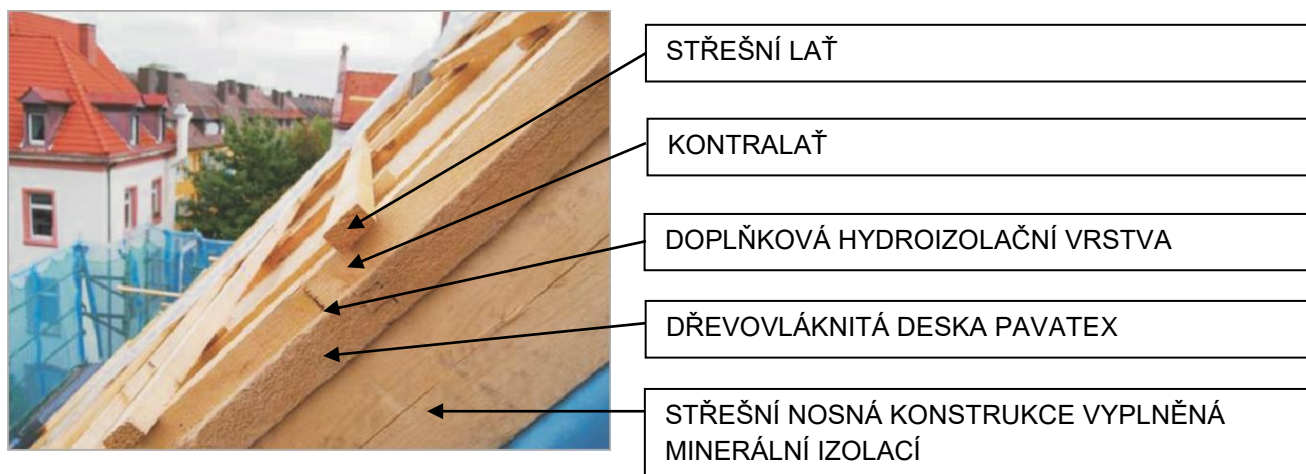 STŘEŠNÍ LAŤ
KONTRALAŤ
DOPLŇKOVÁ HYDROIZOLAČNÍ VRSTVA
DŘEVOVLÁKNITÁ DESKA PAVATEX
STŘEŠNÍ NOSNÁ KONSTRUKCE VYPLNĚNÁ
MINERÁLNÍ IZOLACÍ